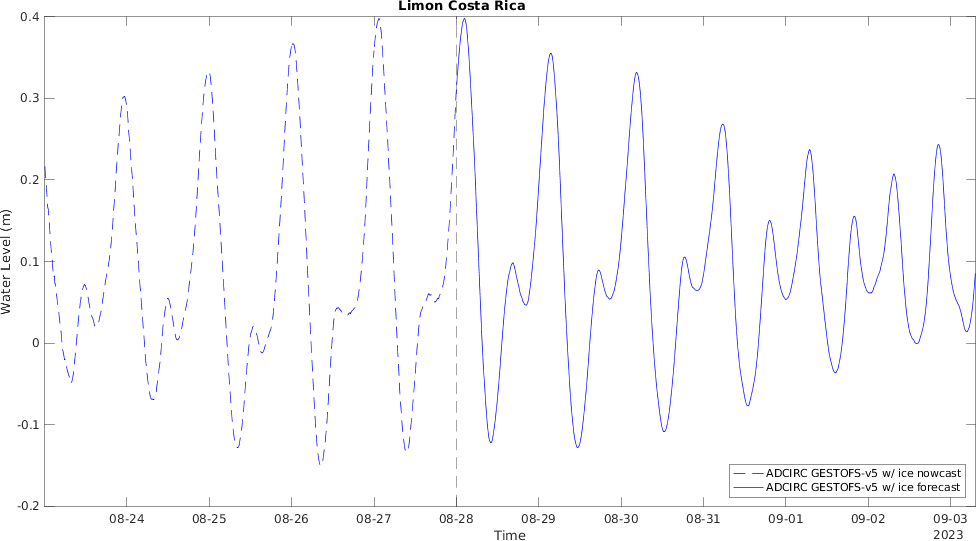 Limon Costa Rica
0.4
0.3
0.2
0.1
0
-0.1
-0.2
Water Level (m)
ADCIRC GESTOFS-v5 w/ ice nowcast
ADCIRC GESTOFS-v5 w/ ice forecast
08-24 08-25 08-26 08-27 08-28 08-29 08-30 08-31 09-01 09-02 09-03
Time
2023